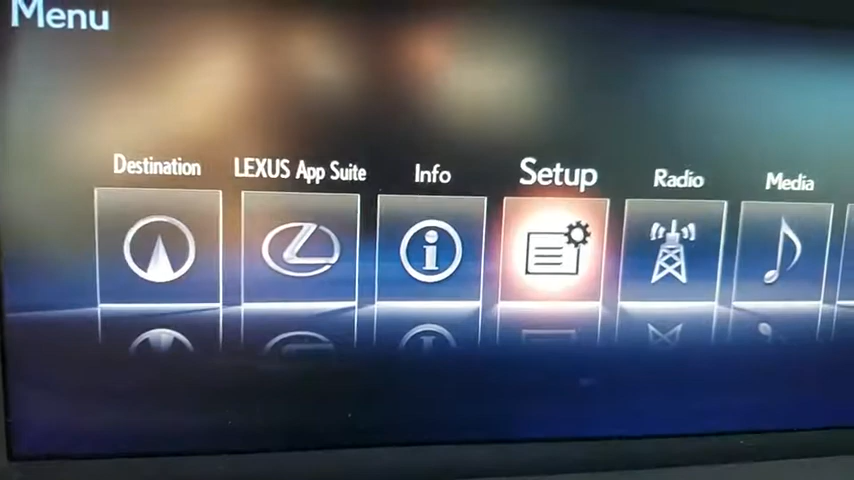 Menu
Destination
LEXUS App Suite
Info
Setup
Radio
Media